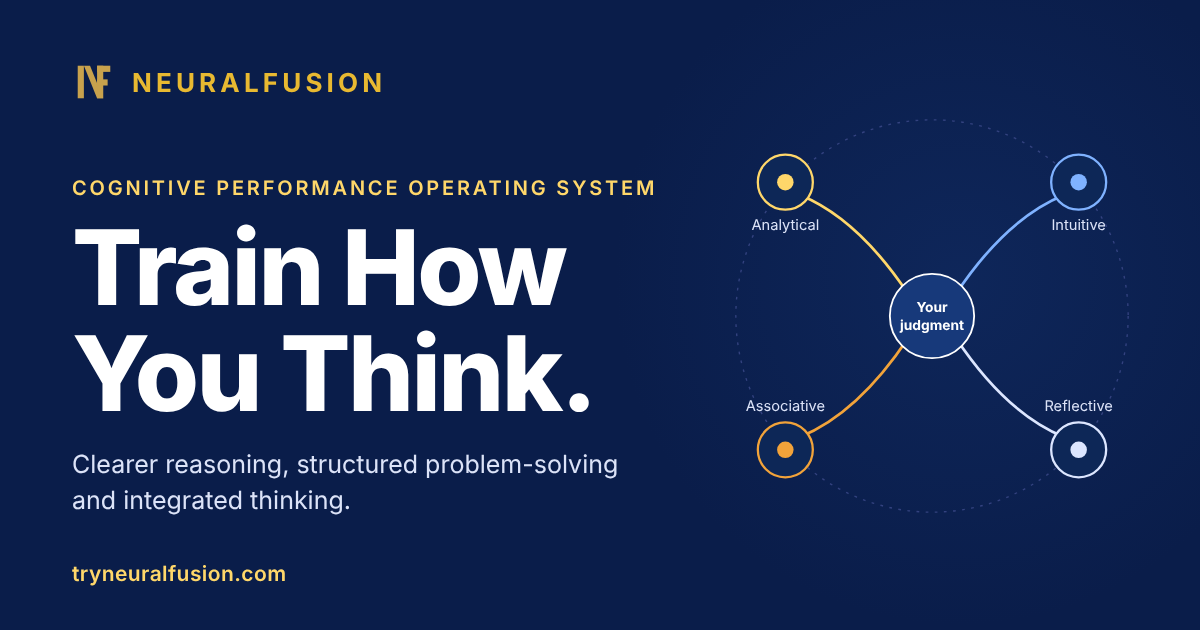 NF NEURALFUSION
COGNITIVE PERFORMANCE OPERATING SYSTEM
Train How
You Think.
Clearer reasoning, structured problem-solving
and integrated thinking.
tryneuralfusion.com
Analytical
Intuitive
Your
judgment
Associative
Reflective